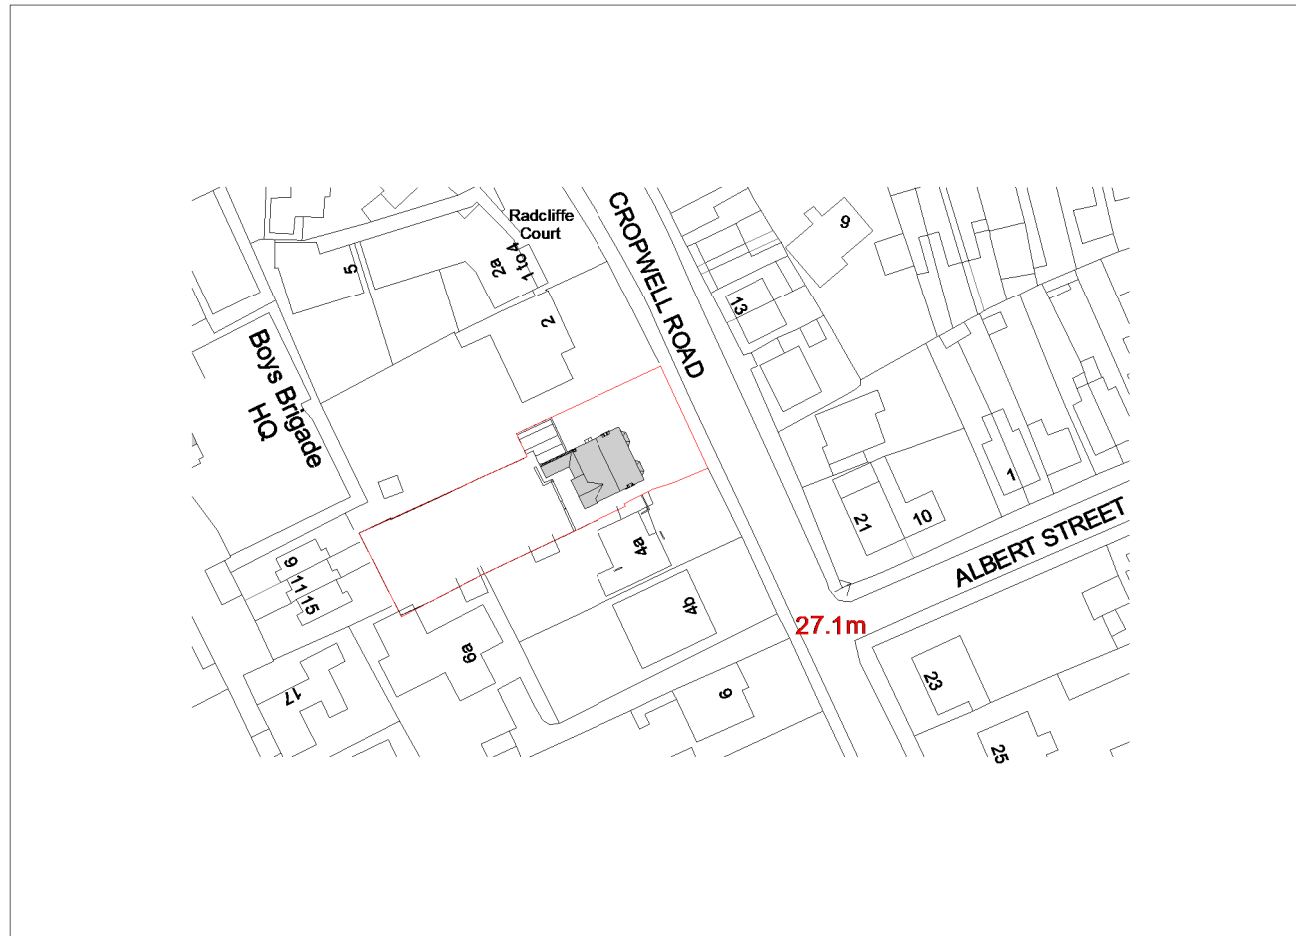 Radcliffe
Court
1 to 4
2a
CROPWELL ROAD
9
5
2
13
Boys Brigade
HQ
1
21
10
ALBERT STREET
4a
9
11
15
4b
27.1m
6a
17
6
23
25